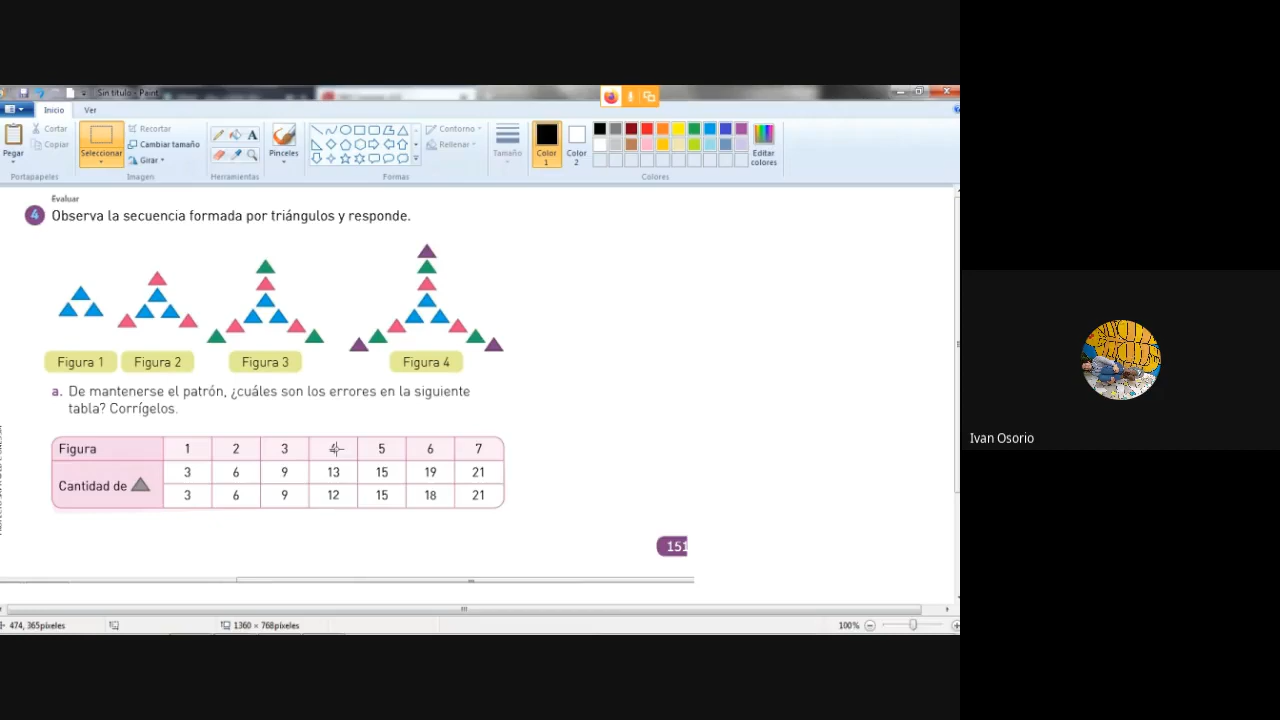 Sin título - Paint
Inicio Ver
Pegar
Cortar
Copiar
Portapapeles
Seleccionar
Recortar
Cambiar tamaño
Girar
Imagen
A
Herramientas
Pinceles
Contorno
Rellenar
Formas
Tamaño
Color 1
Color 2
Editar colores
Colores
Evaluar
4 Observa la secuencia formada por triángulos y responde.
Figura 1 Figura 2 Figura 3 Figura 4
a. De mantenerse el patrón, ¿cuáles son los errores en la siguiente
tabla? Corrígelos.
Figura 1 2 3 4 5 6 7
Cantidad de
3 6 9 13 15 19 21
3 6 9 12 15 18 21
151
474, 365píxeles 1360 × 768píxeles 100%
Ivan Osorio